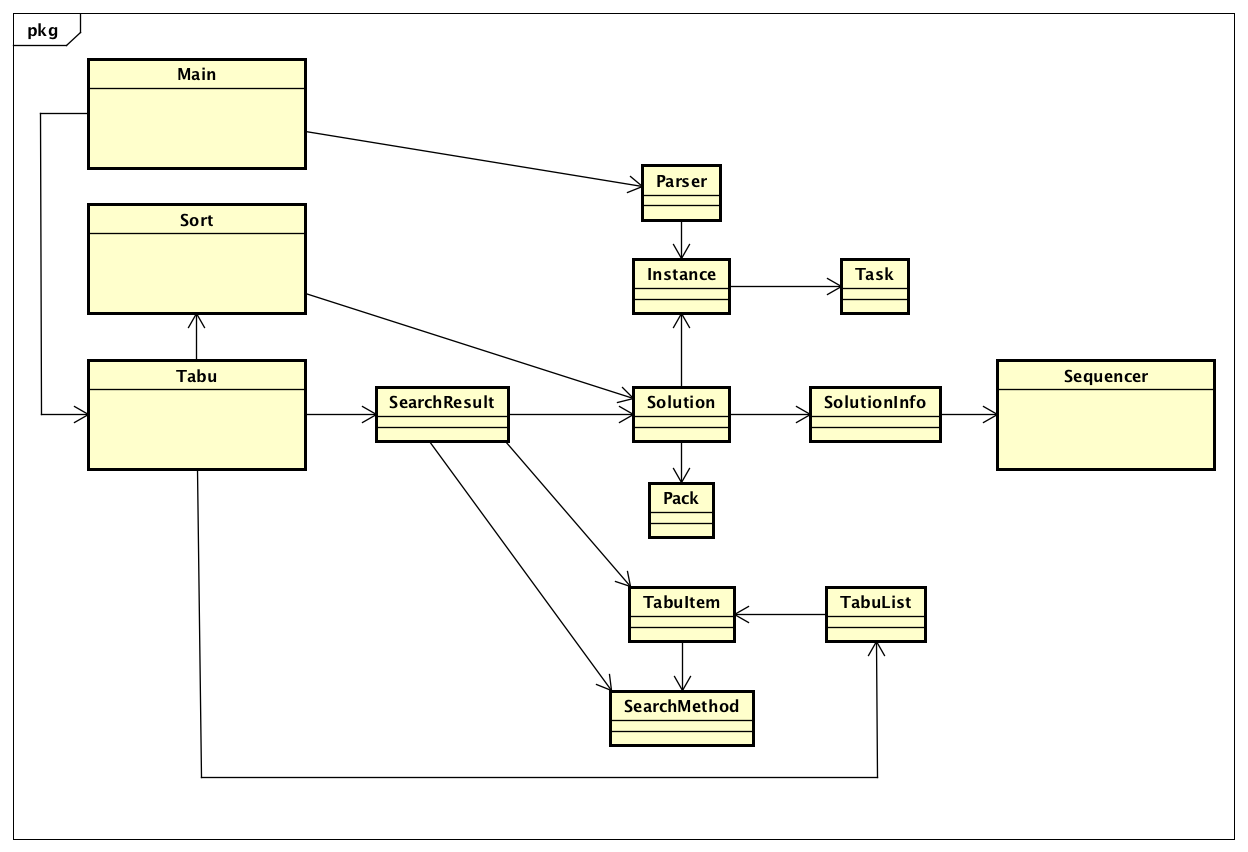 pkg
Main
Parser
Sort
Instance
Task
Tabu
SearchResult
Solution
SolutionInfo
Sequencer
Pack
TabuItem
TabuList
SearchMethod